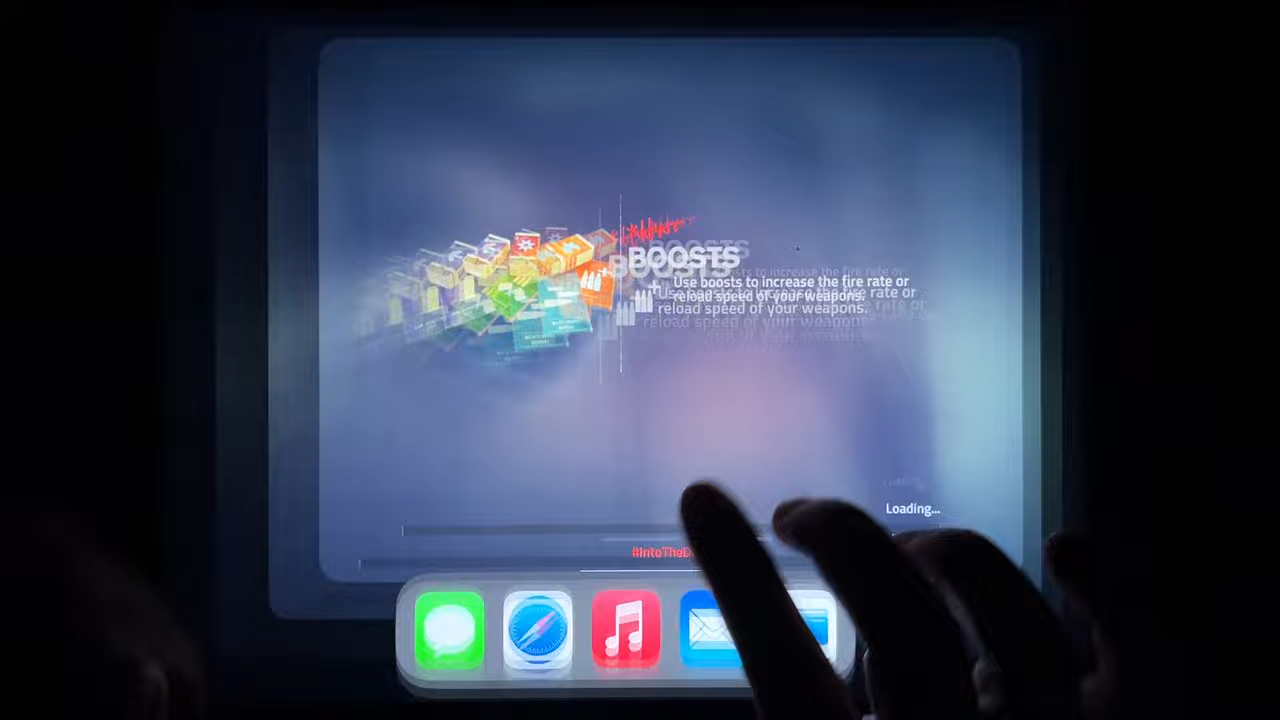 BOOSTS
Use boosts to increase the fire rate or
reload speed of your weapons.
Loading...
#IntoTheD